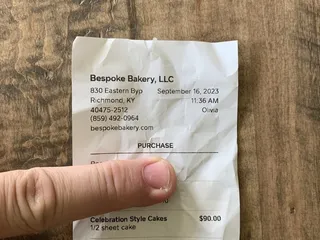 Bespoke Bakery, LLC
830 Eastern Byp September 16, 2023
Richmond, KY 11:36 AM
40475-2512 Olivia
(859) 492-0964
bespokebakery.com
PURCHASE
Celebration Style Cakes $90.00
1/2 sheet cake